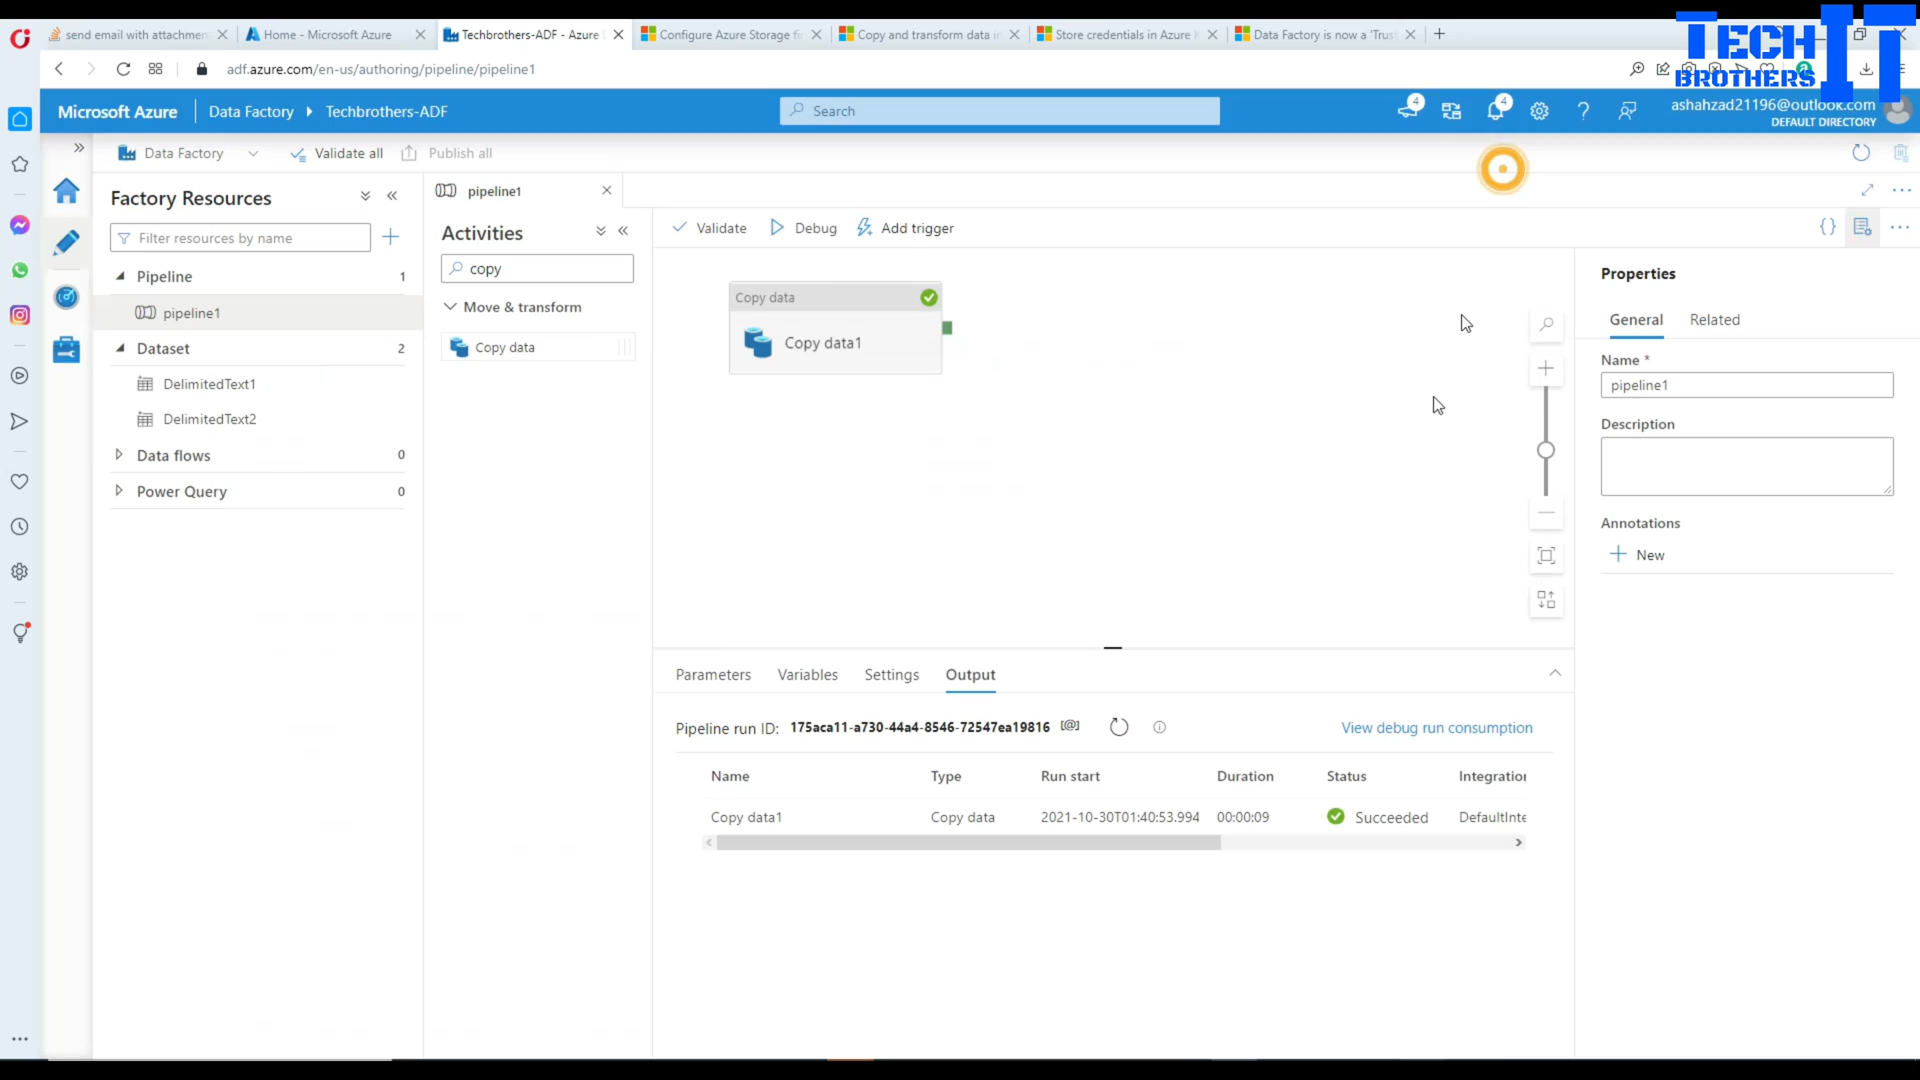 send email with attachmen
Home - Microsoft Azure
Techbrothers-ADF - Azure
Configure Azure Storage fi
Copy and transform data i
Store credentials in Azure
Data Factory is now a 'Trus
TECH
BROTHERS
IT
adf.azure.com/en-us/authoring/pipeline/pipeline1
Microsoft Azure
Data Factory
Techbrothers-ADF
Search
4
4
ashahzad21196@outlook.com
DEFAULT DIRECTORY
Data Factory
Validate all
Publish all
Factory Resources
Filter resources by name
Pipeline 1
pipeline1
Dataset 2
DelimitedText1
DelimitedText2
Data flows 0
Power Query 0
pipeline1
Activities
copy
Move & transform
Copy data
Validate
Debug
Add trigger
Copy data
Copy data1
Properties
General
Related
Name *
pipeline1
Description
Annotations
New
Parameters
Variables
Settings
Output
Pipeline run ID: 175aca11-a730-44a4-8546-72547ea19816
View debug run consumption
Name Type Run start Duration Status Integration
Copy data1 Copy data 2021-10-30T01:40:53.994 00:00:09 Succeeded DefaultInte